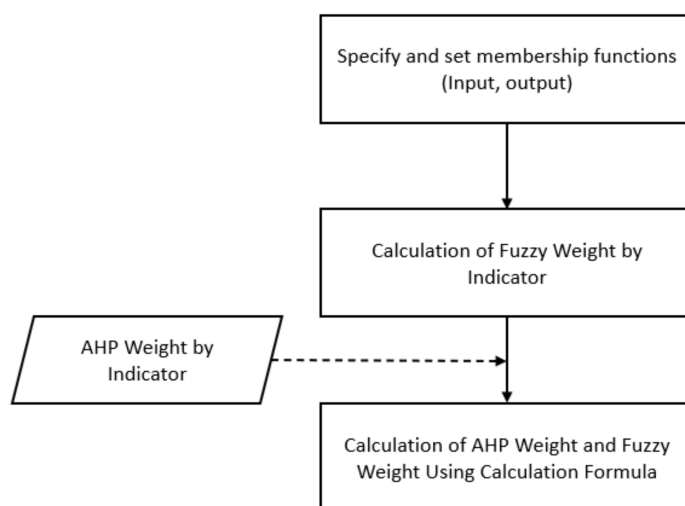 Specify and set membership functions
(Input, output)
Calculation of Fuzzy Weight by
Indicator
AHP Weight by
Indicator
Calculation of AHP Weight and Fuzzy
Weight Using Calculation Formula